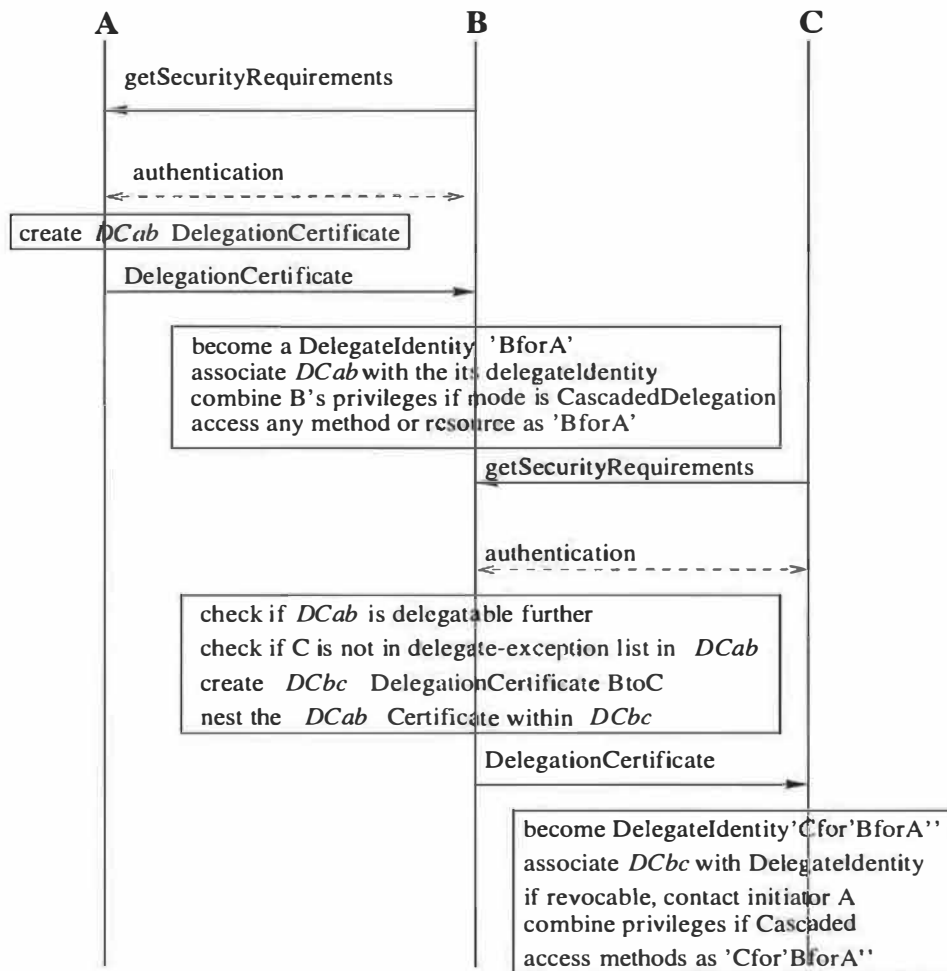 A B C
getSecurityRequirements
authentication
create DCab DelegationCertificate
DelegationCertificate
become a DelegateIdentity 'BforA'
associate DCab with the its delegateIdentity
combine B's privileges if mode is CascadedDelegation
access any method or resource as 'BforA'
getSecurityRequirements
authentication
check if DCab is delegatable further
check if C is not in delegate-exception list in DCab
create DCbc DelegationCertificate BtoC
nest the DCab Certificate within DCbc
DelegationCertificate
become DelegateIdentity'Cfor'BforA''
associate DCbc with DelegateIdentity
if revocable, contact initiator A
combine privileges if Cascaded
access methods as 'Cfor'BforA''